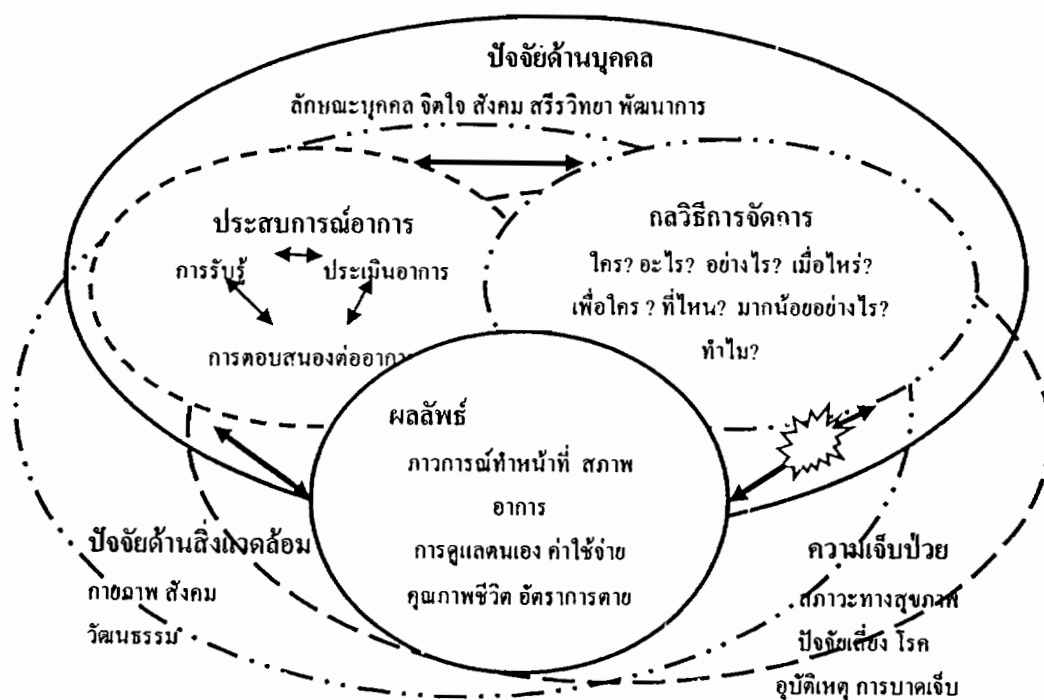 ปัจจัยด้านบุคคล
ลักษณะบุคคล จิตใจ สังคม สรีรวิทยา พัฒนาการ
ประสบการณ์อาการ
การรับรู้ ประเมินอาการ
การตอบสนองต่ออากา
กลวิธีการจัดการ
ใคร? อะไร? อย่างไร? เมื่อไหร่?
เพื่อใคร ? ที่ไหน? มากน้อยอย่างไร?
ทำไม?
ผลลัพธ์
ภาวการณ์ทำหน้าที่ สภาพ
อาการ
การดูแลตนเอง ค่าใช้จ่าย
คุณภาพชีวิต อัตราการตาย
ปัจจัยด้านสิ่งแวดล้อม
กายภาพ สังคม
วัฒนธรรม
ความเจ็บป่วย
สภาวะทางสุขภาพ
ปัจจัยเสี่ยง โรค
อุบัติเหตุ การบาดเจ็บ